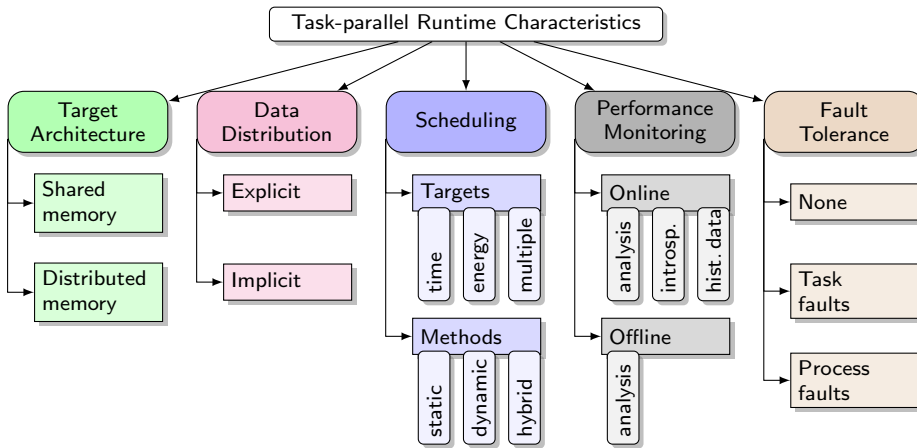 Task-parallel Runtime Characteristics
Target
Architecture
Shared
memory
Distributed
memory
Data
Distribution
Explicit
Implicit
Scheduling
Targets
time
energy
multiple
Methods
static
dynamic
hybrid
Performance
Monitoring
Online
analysis
introsp.
hist. data
Offline
analysis
Fault
Tolerance
None
Task
faults
Process
faults